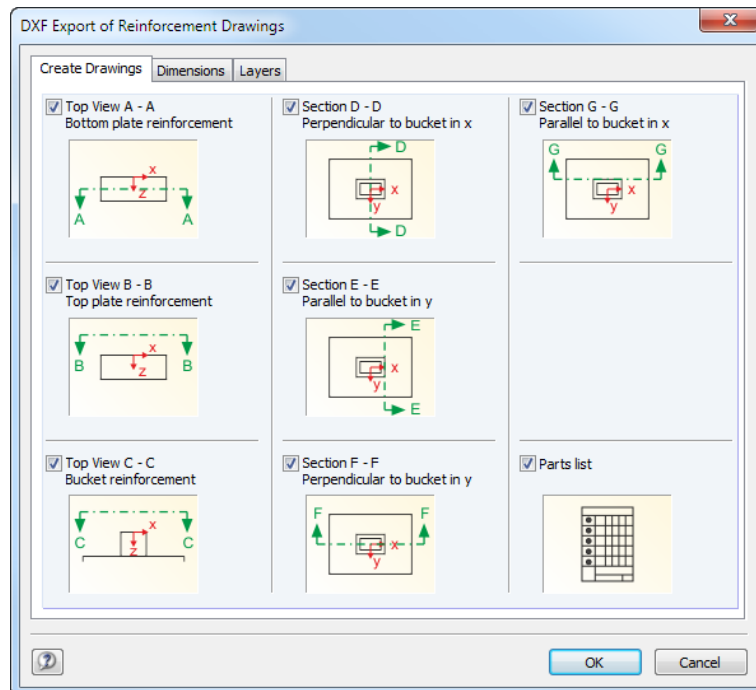 DXF Export of Reinforcement Drawings
Create Drawings
Dimensions
Layers
Top View A - A
Bottom plate reinforcement
x
z
A
A
Section D - D
Perpendicular to bucket in x
D
x
y
D
Section G - G
Parallel to bucket in x
G
G
x
y
Top View B - B
Top plate reinforcement
x
B
z
B
Section E - E
Parallel to bucket in y
E
x
y
E
Top View C - C
Bucket reinforcement
x
C
z
C
Section F - F
Perpendicular to bucket in y
F
F
x
y
Parts list
OK
Cancel